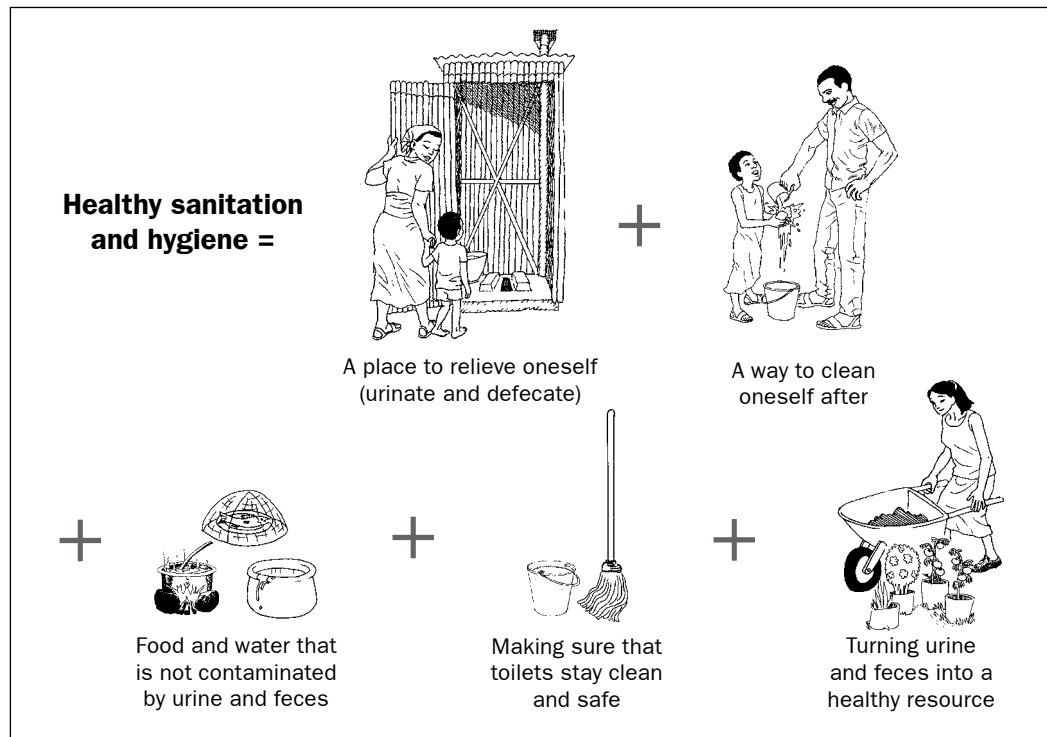 Healthy sanitation
and hygiene =
+
A place to relieve oneself
(urinate and defecate)
A way to clean
oneself after
+
+
+
Food and water that
is not contaminated
by urine and feces
Making sure that
toilets stay clean
and safe
Turning urine
and feces into a
healthy resource